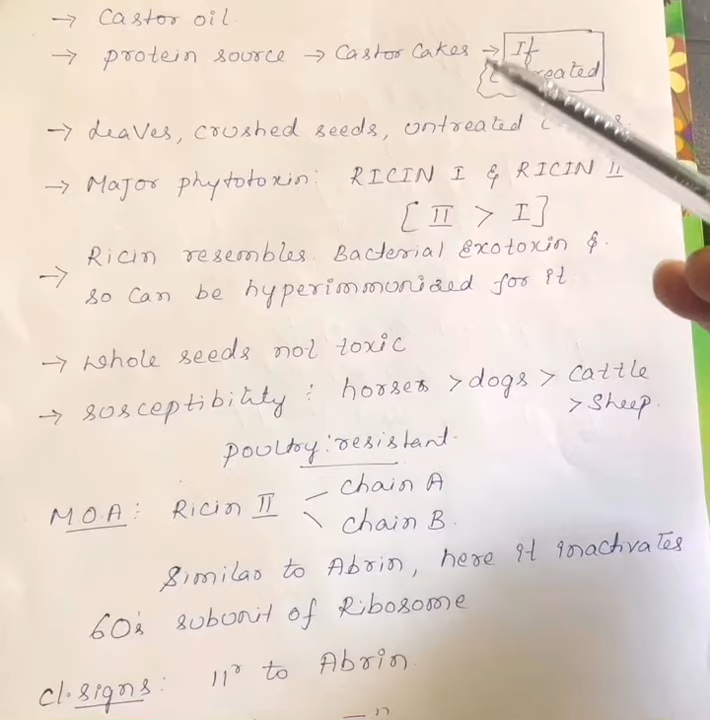 → Castor oil
→ protein source → Castor Cakes → If
→ Leaves, crushed seeds, untreated
→ Major phytotoxin: RICIN I & RICIN II
[II > I]
→ Ricin resembles Bacterial Exotoxin &
so can be hyperimmunized for it
→ whole seeds not toxic
→ susceptibility: horses > dogs > cattle
> sheep.
poultry: resistant.
M.O.A: Ricin II
chain A
chain B.
Similar to Abrin, here it inactivates
60s subunit of Ribosome
cl. signs: 11r to Abrin